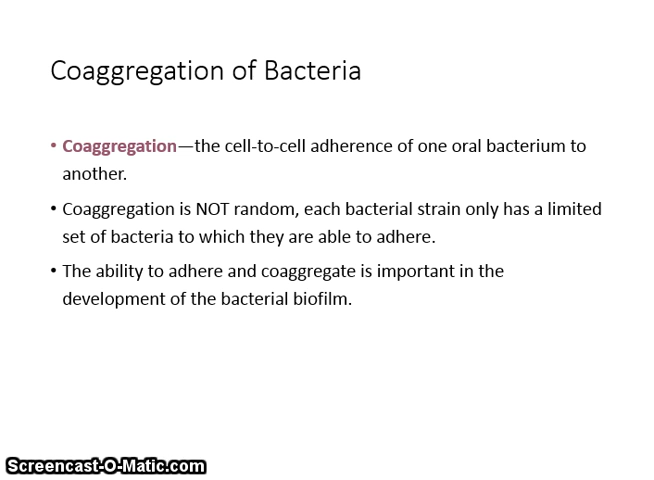 Coaggregation of Bacteria
• Coaggregation—the cell-to-cell adherence of one oral bacterium to
another.
• Coaggregation is NOT random, each bacterial strain only has a limited
set of bacteria to which they are able to adhere.
• The ability to adhere and coaggregate is important in the
development of the bacterial biofilm.
Screencast-O-Matic.com